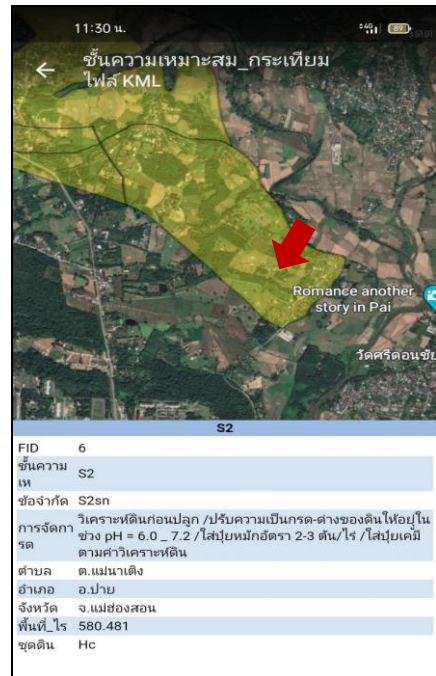 11:30 น.
89
ชั้นความเหมาะสม_กระเทียม
ไฟล์ KML
Romance another
story in Pai
วัดศรีดอนชัย
S2
FID 6
ชั้นความ
เห
S2
ข้อจำกัด S2sn
การจัดกา
รด
วิเคราะห์ดินก่อนปลูก /ปรับความเป็นกรด-ด่างของดินให้อยู่ใน
ช่วง pH = 6.0 _ 7.2 /ใส่ปุ๋ยหมักอัตรา 2-3 ตัน/ไร่ /ใส่ปุ๋ยเคมี
ตามค่าวิเคราะห์ดิน
ตำบล ต.แม่นาเติง
อำเภอ อ.ปาย
จังหวัด จ.แม่ฮ่องสอน
พื้นที่_ไร 580.481
ชุดดิน Hc